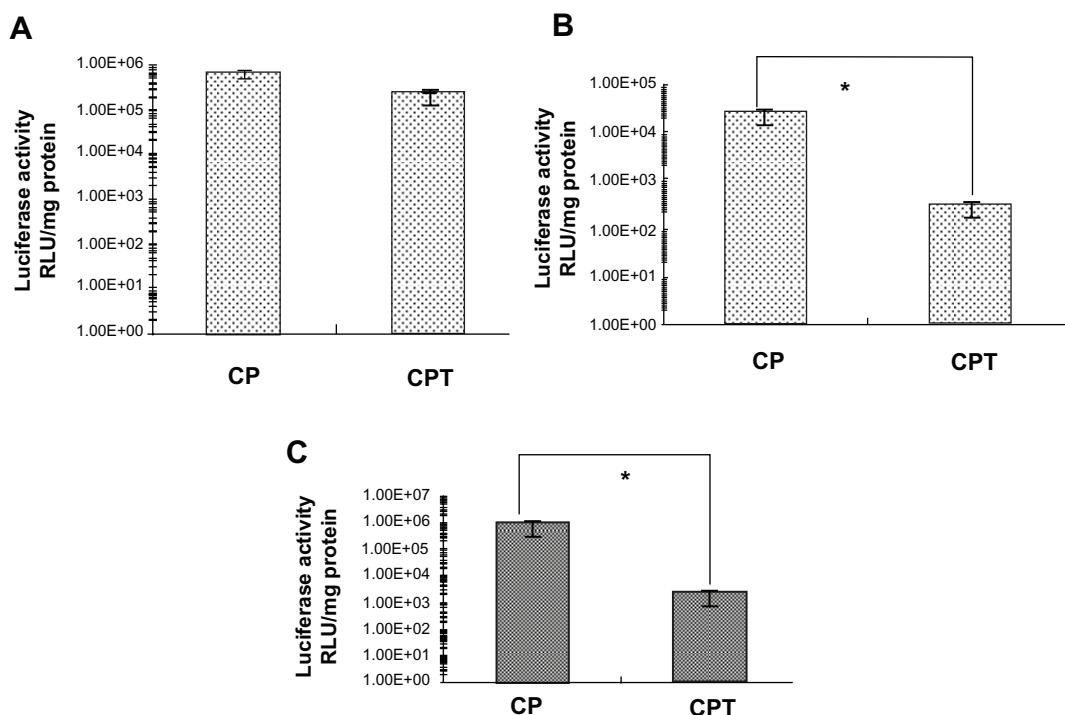 A
Luciferase activity
RLU/mg protein
1.00E+06
1.00E+05
1.00E+04
1.00E+03
1.00E+02
1.00E+01
1.00E+00
CP
CPT
B
*
Luciferase activity
RLU/mg protein
1.00E+05
1.00E+04
1.00E+03
1.00E+02
1.00E+01
1.00E+00
CP
CPT
C
*
Luciferase activity
RLU/mg protein
1.00E+07
1.00E+06
1.00E+05
1.00E+04
1.00E+03
1.00E+02
1.00E+01
1.00E+00
CP
CPT